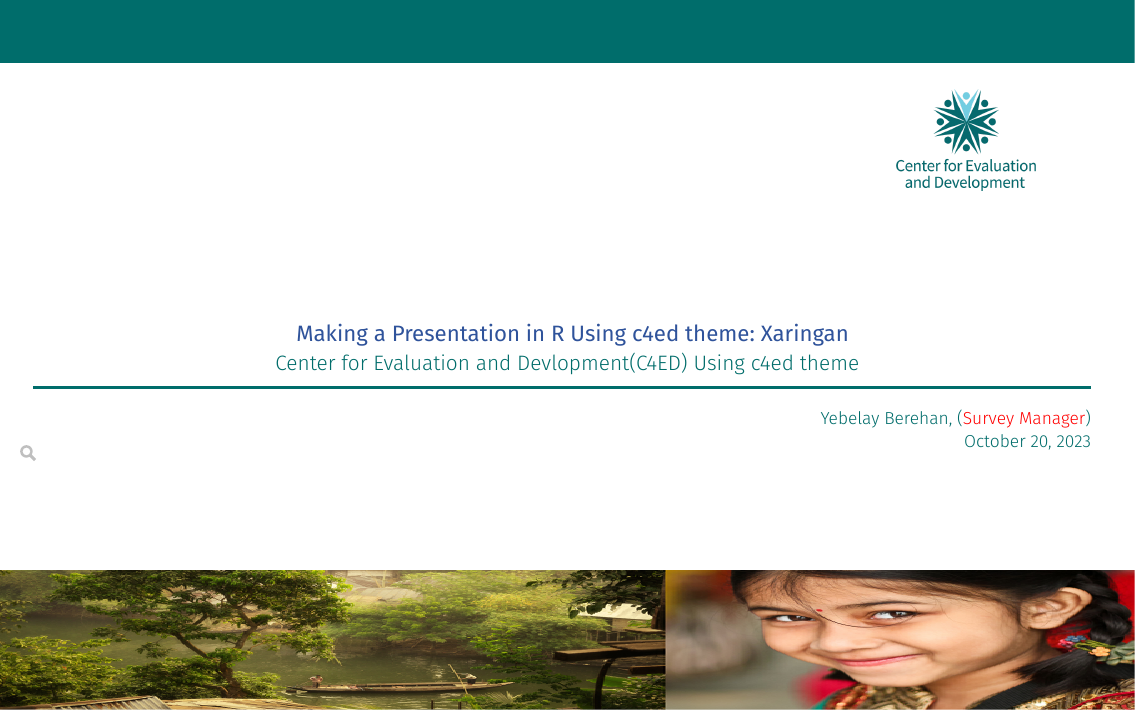 Center for Evaluation
and Development
Making a Presentation in R Using c4ed theme: Xaringan
Center for Evaluation and Devlopment(C4ED) Using c4ed theme
Yebelay Berehan, (Survey Manager)
October 20, 2023